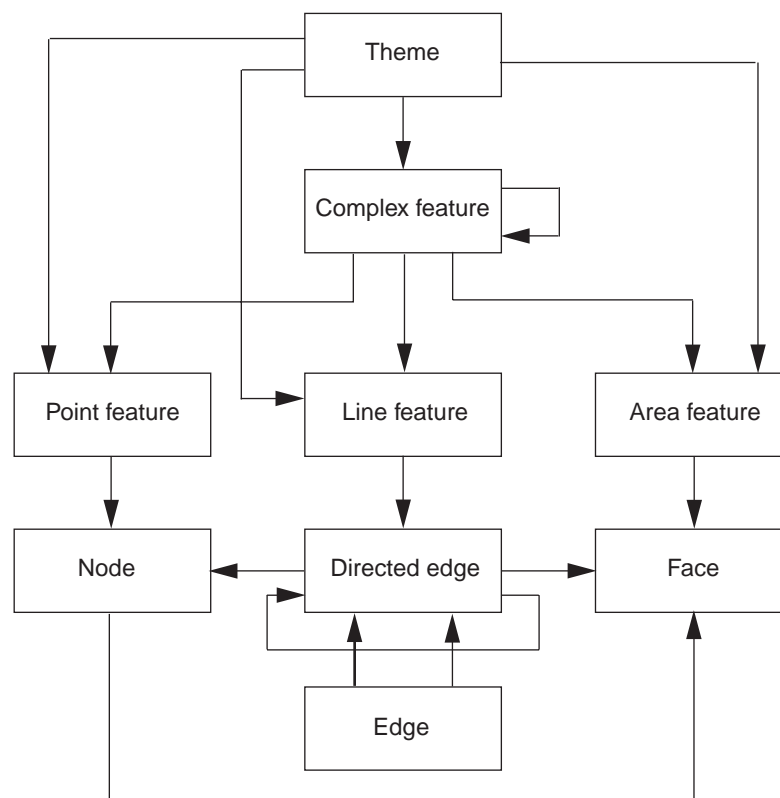 Theme
Complex feature
Point feature
Line feature
Area feature
Node
Directed edge
Face
Edge